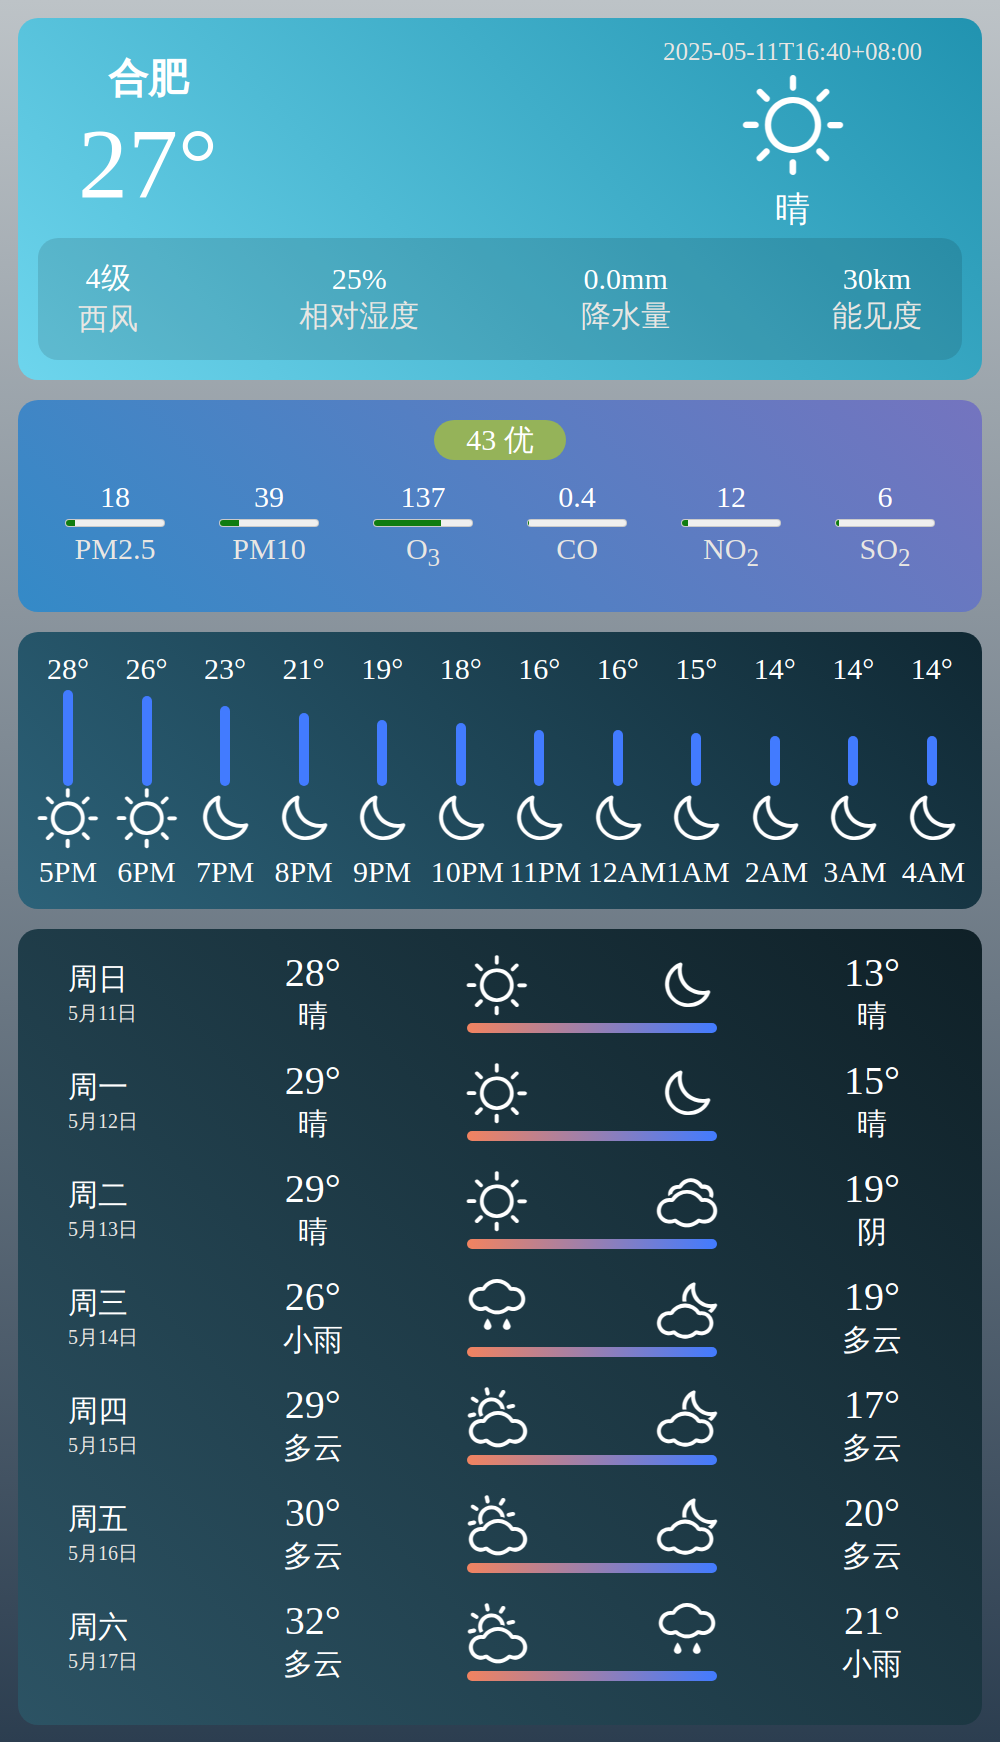 合肥
27°
2025-05-11T16:40+08:00
晴
4级 25% 0.0mm 30km
西风 相对湿度 降水量 能见度
43 优
18 39 137 0.4 12 6
PM2.5 PM10 O3 CO NO2 SO2
28° 26° 23° 21° 19° 18° 16° 16° 15° 14° 14° 14°
5PM 6PM 7PM 8PM 9PM 10PM 11PM 12AM 1AM 2AM 3AM 4AM
周日 28° 13°
5月11日 晴 晴
周一 29° 15°
5月12日 晴 晴
周二 29° 19°
5月13日 晴 阴
周三 26° 19°
5月14日 小雨 多云
周四 29° 17°
5月15日 多云 多云
周五 30° 20°
5月16日 多云 多云
周六 32° 21°
5月17日 多云 小雨